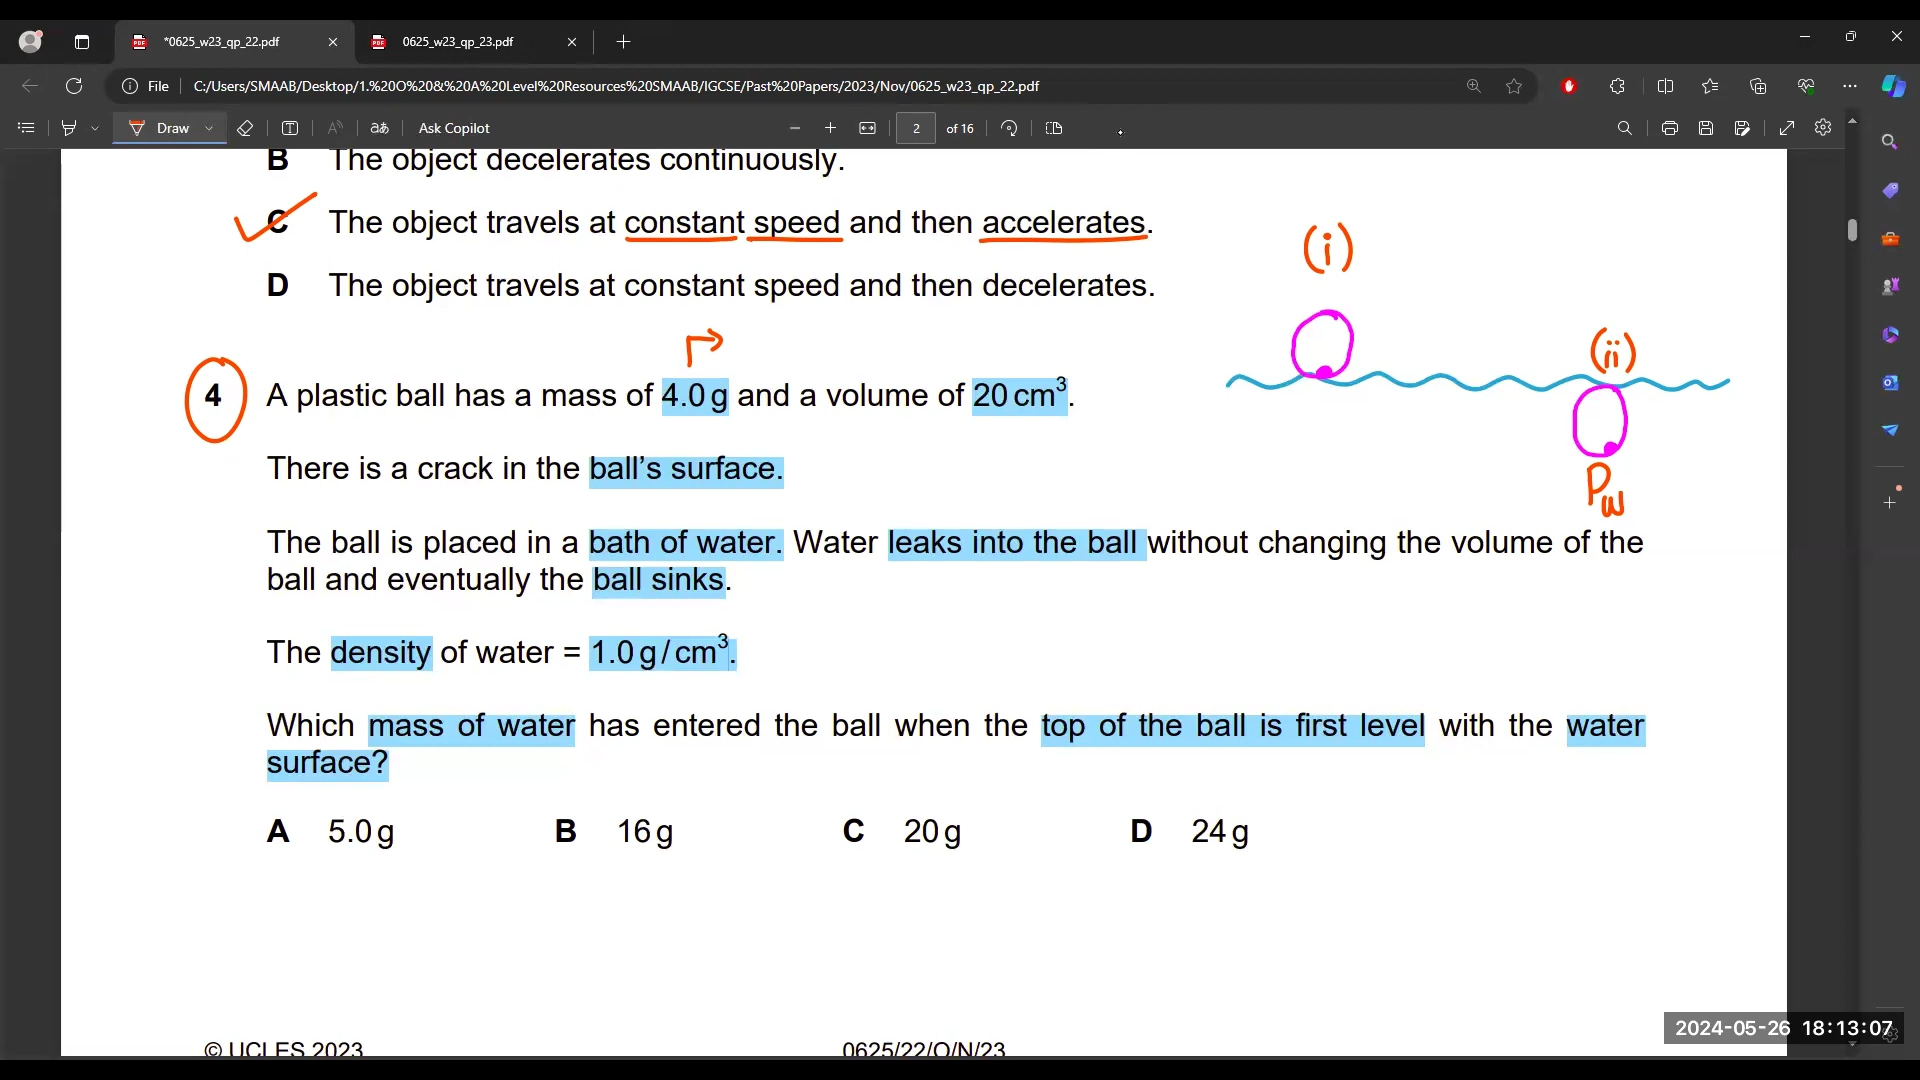 *0625_w23_qp_22.pdf
0625_w23_qp_23.pdf
File C:/Users/SMAAB/Desktop/1.%20O%20&%20A%20Level%20Resources%20SMAAB/IGCSE/Past%20Papers/2023/Nov/0625_w23_qp_22.pdf
Draw
aあ
Ask Copilot
2 of 16
B The object decelerates continuously.
C The object travels at constant speed and then accelerates.
D The object travels at constant speed and then decelerates.
(i)
(ii)
4 A plastic ball has a mass of 4.0 g and a volume of 20 cm³.
There is a crack in the ball’s surface.
ρw
The ball is placed in a bath of water. Water leaks into the ball without changing the volume of the
ball and eventually the ball sinks.
The density of water = 1.0 g / cm³.
Which mass of water has entered the ball when the top of the ball is first level with the water
surface?
A 5.0 g B 16 g C 20 g D 24 g
2024-05-26 18:13:07
© UCLES 2023 0625/22/O/N/23